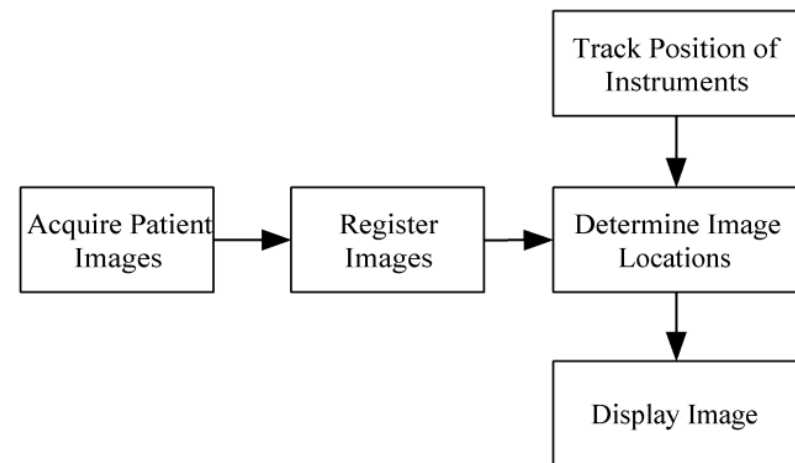 Track Position of
Instruments
Acquire Patient
Images
Register
Images
Determine Image
Locations
Display Image